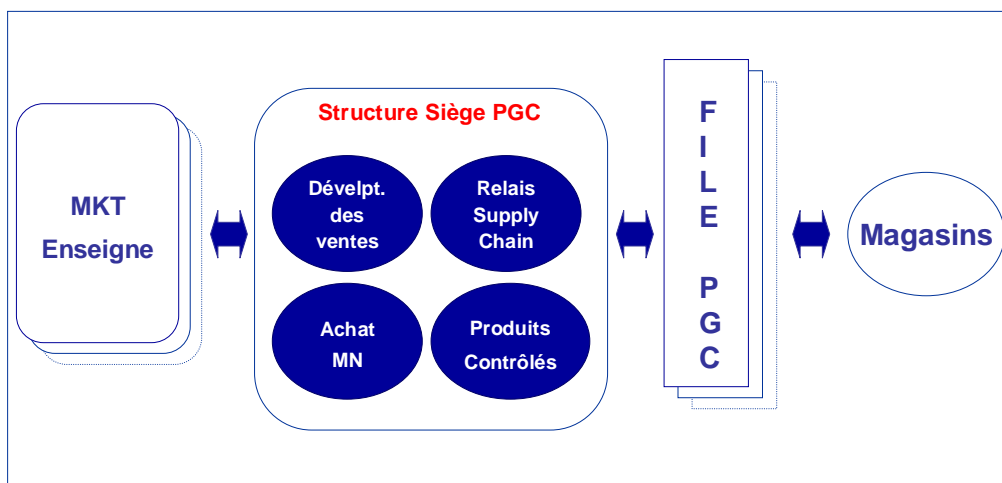 MKT
Enseigne
Structure Siège PGC
Dévelpt.
des
ventes
Relais
Supply
Chain
Achat
MN
Produits
Contrôlés
F
I
L
E
P
G
C
Magasins